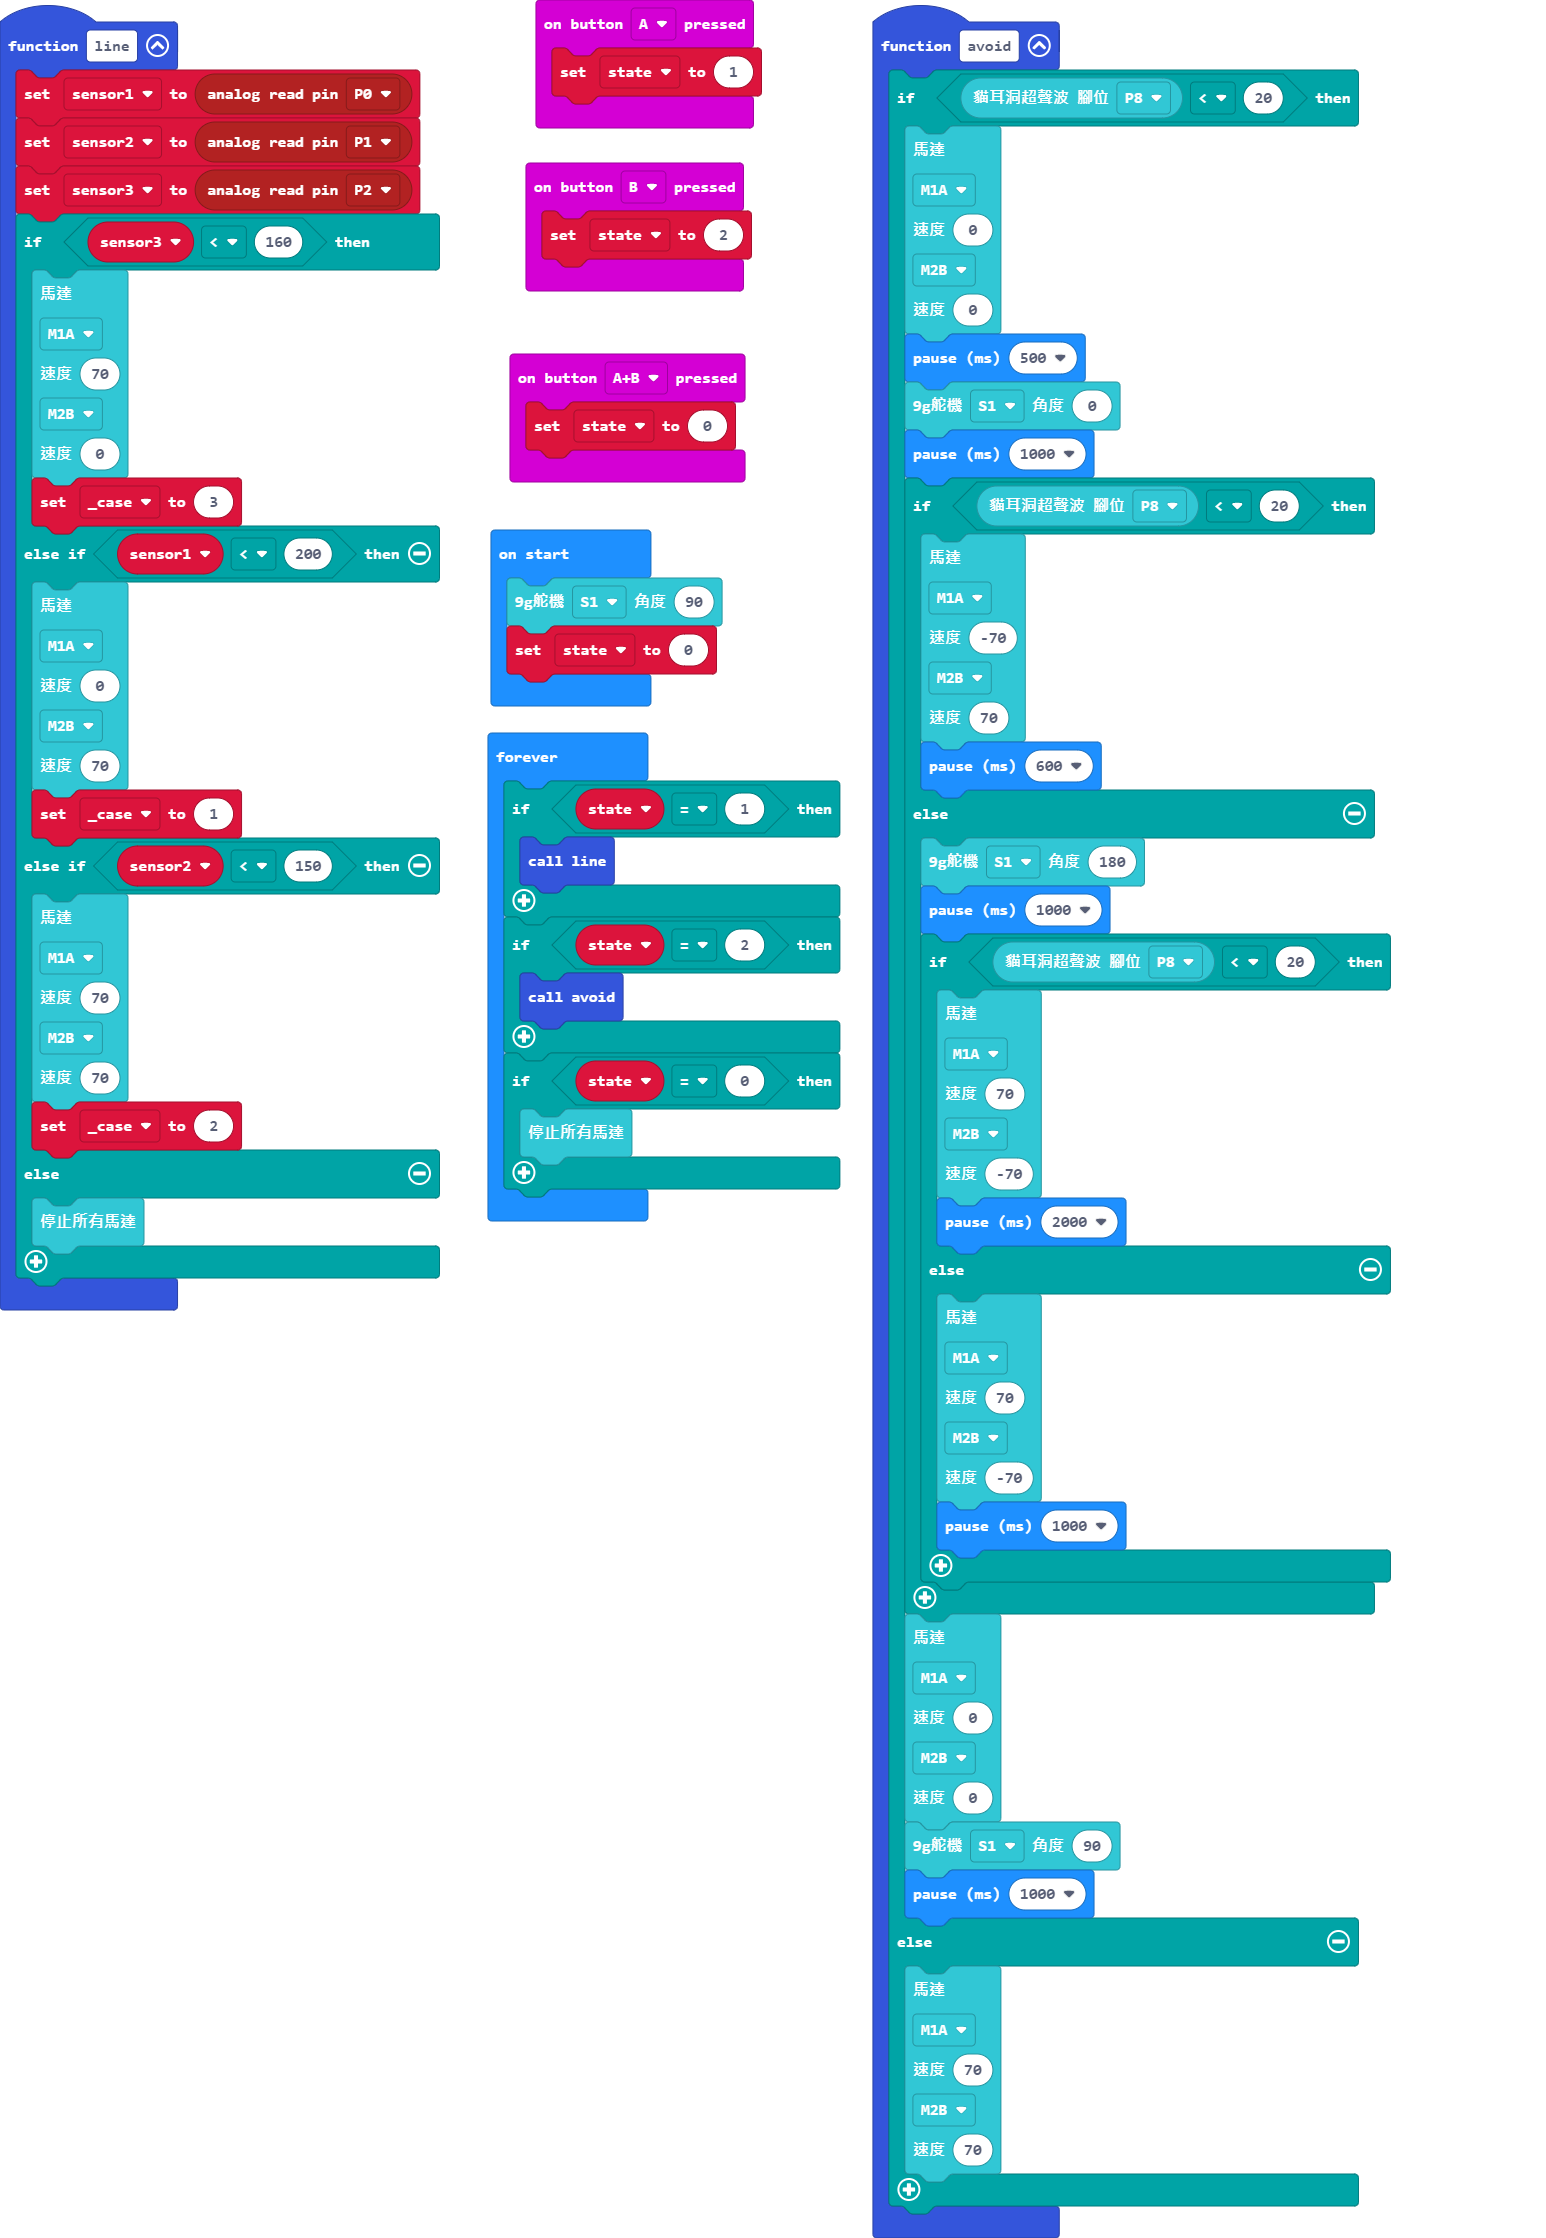 function line
set sensor1 to analog read pin P0
set sensor2 to analog read pin P1
set sensor3 to analog read pin P2
if sensor3 < 160 then
馬達
M1A
速度 70
M2B
速度 0
set _case to 3
else if sensor1 < 200 then
馬達
M1A
速度 0
M2B
速度 70
set _case to 1
else if sensor2 < 150 then
馬達
M1A
速度 70
M2B
速度 70
set _case to 2
else
停止所有馬達
on button A pressed
set state to 1
on button B pressed
set state to 2
on button A+B pressed
set state to 0
on start
9g舵機 S1 角度 90
set state to 0
forever
if state = 1 then
call line
if state = 2 then
call avoid
if state = 0 then
停止所有馬達
function avoid
if 貓耳洞超聲波 腳位 P8 < 20 then
馬達
M1A
速度 0
M2B
速度 0
pause (ms) 500
9g舵機 S1 角度 0
pause (ms) 1000
if 貓耳洞超聲波 腳位 P8 < 20 then
馬達
M1A
速度 -70
M2B
速度 70
pause (ms) 600
else
9g舵機 S1 角度 180
pause (ms) 1000
if 貓耳洞超聲波 腳位 P8 < 20 then
馬達
M1A
速度 70
M2B
速度 -70
pause (ms) 2000
else
馬達
M1A
速度 70
M2B
速度 -70
pause (ms) 1000
馬達
M1A
速度 0
M2B
速度 0
9g舵機 S1 角度 90
pause (ms) 1000
else
馬達
M1A
速度 70
M2B
速度 70